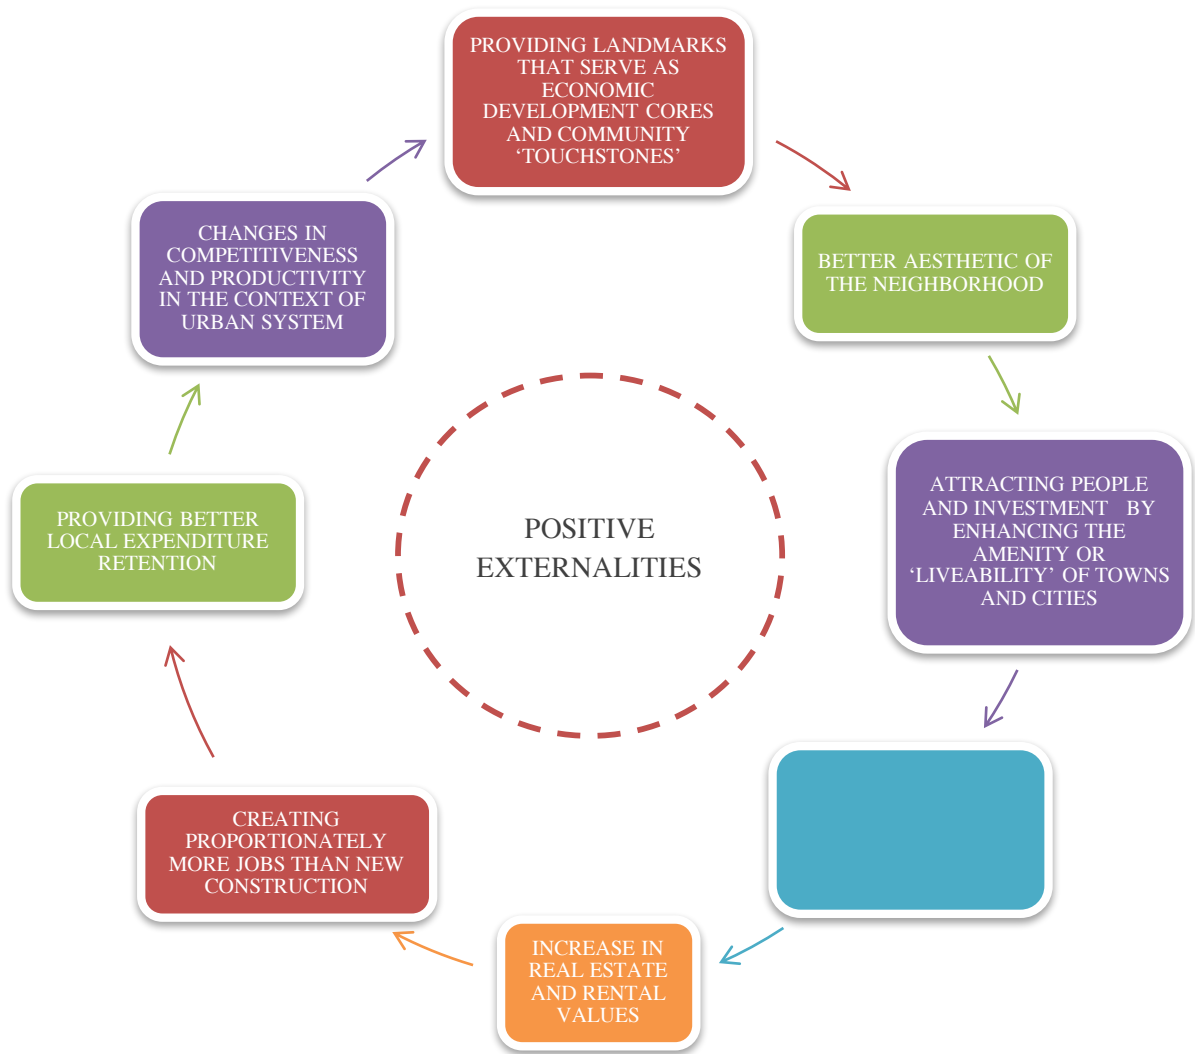 PROVIDING LANDMARKS
THAT SERVE AS
ECONOMIC
DEVELOPMENT CORES
AND COMMUNITY
‘TOUCHSTONES’
BETTER AESTHETIC OF
THE NEIGHBORHOOD
ATTRACTING PEOPLE
AND INVESTMENT BY
ENHANCING THE
AMENITY OR
‘LIVEABILITY’ OF TOWNS
AND CITIES
INCREASE IN
REAL ESTATE
AND RENTAL
VALUES
CREATING
PROPORTIONATELY
MORE JOBS THAN NEW
CONSTRUCTION
PROVIDING BETTER
LOCAL EXPENDITURE
RETENTION
CHANGES IN
COMPETITIVENESS
AND PRODUCTIVITY
IN THE CONTEXT OF
URBAN SYSTEM
POSITIVE
EXTERNALITIES